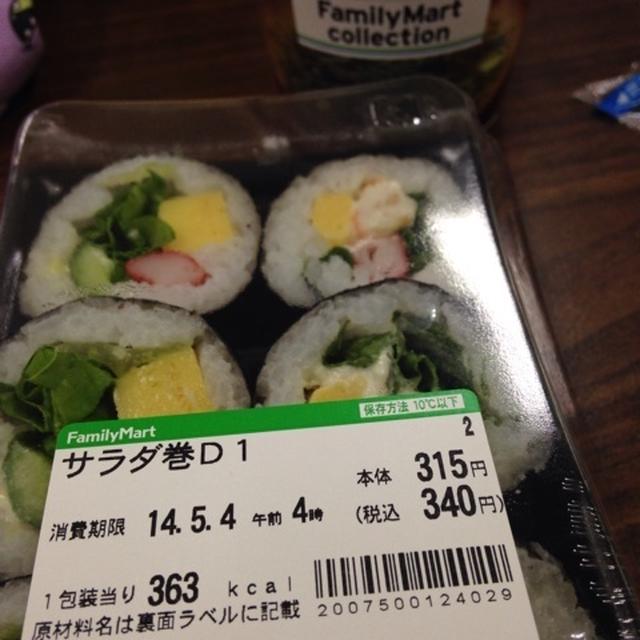 FamilyMart
collection
FamilyMart
保存方法 10℃以下
サラダ巻D1
2
本体 315円
消費期限 14.5.4 午前 4時
(税込 340円)
1包装当り 363 kcal
原材料名は裏面ラベルに記載
2007500124029